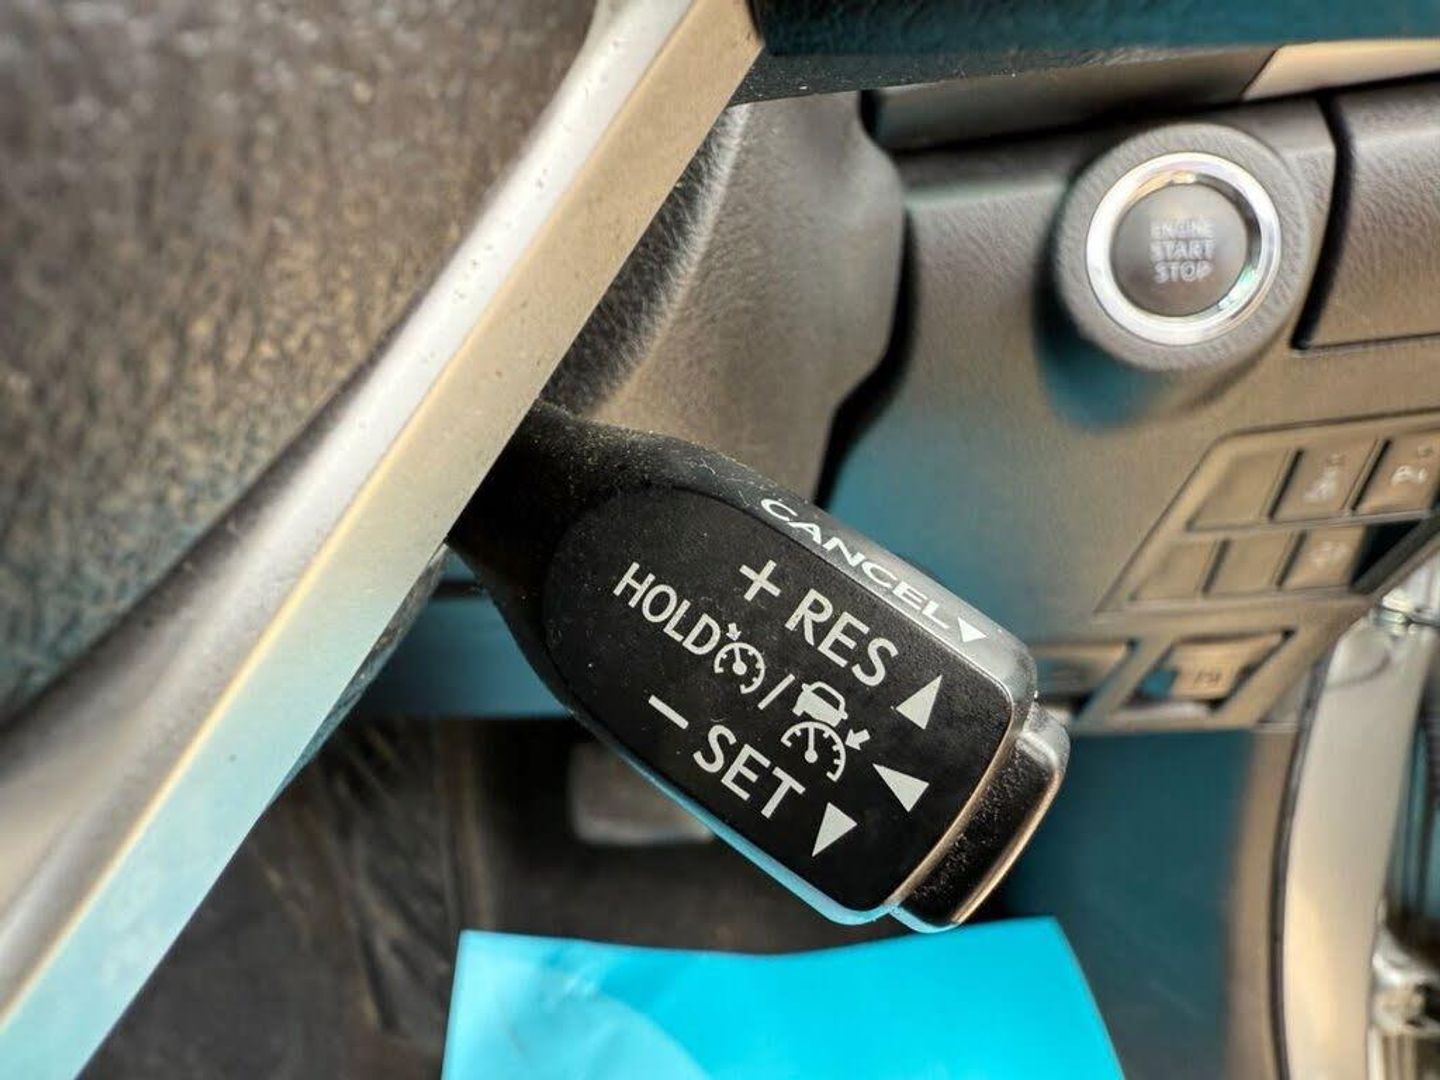 ENGINE
START
STOP
CANCEL
+ RES
HOLD /
- SET